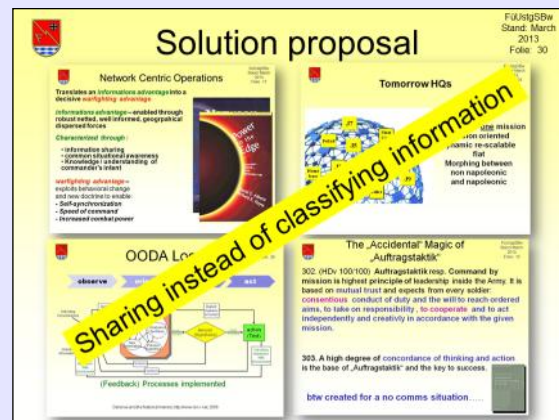 FüUstgSBw
Stand: March
2013
Folie: 30
Solution proposal
Network Centric Operations
Translates an informations advantage into a
decisive warfighting advantage
informations advantage – enabled through
robust netted, well informed, geographical
dispersed forces
Characterized through:
• information sharing
• common situational awareness
• Knowledge / understanding of
commander's intent
warfighting advantage –
exploits behavioral change
and new doctrine to enable:
- Self-synchronization
- Speed of command
- Increased combat power
Tomorrow HQs
mission
oriented
dynamic re-scalable
flat
Morphing between
non napoleonic
and napoleonic
Sharing instead of classifying information
OODA Loo
observe
act
(Feedback) Processes implemented
The „Accidental“ Magic of
„Auftragstaktik“
302. (HDv 100/100) Auftragstaktik resp. Command by
mission is highest principle of leadership inside the Army. It is
based on mutual trust and expects from every soldier:
consentious conduct of duty and the will to reach ordered
aims, to take on responsibility, to cooperate and to act
independently and creativly in accordance with the given
mission.
303. A high degree of concordance of thinking and action
is the base of „Auftragstaktik“ and the key to success.
btw created for a no comms situation.....